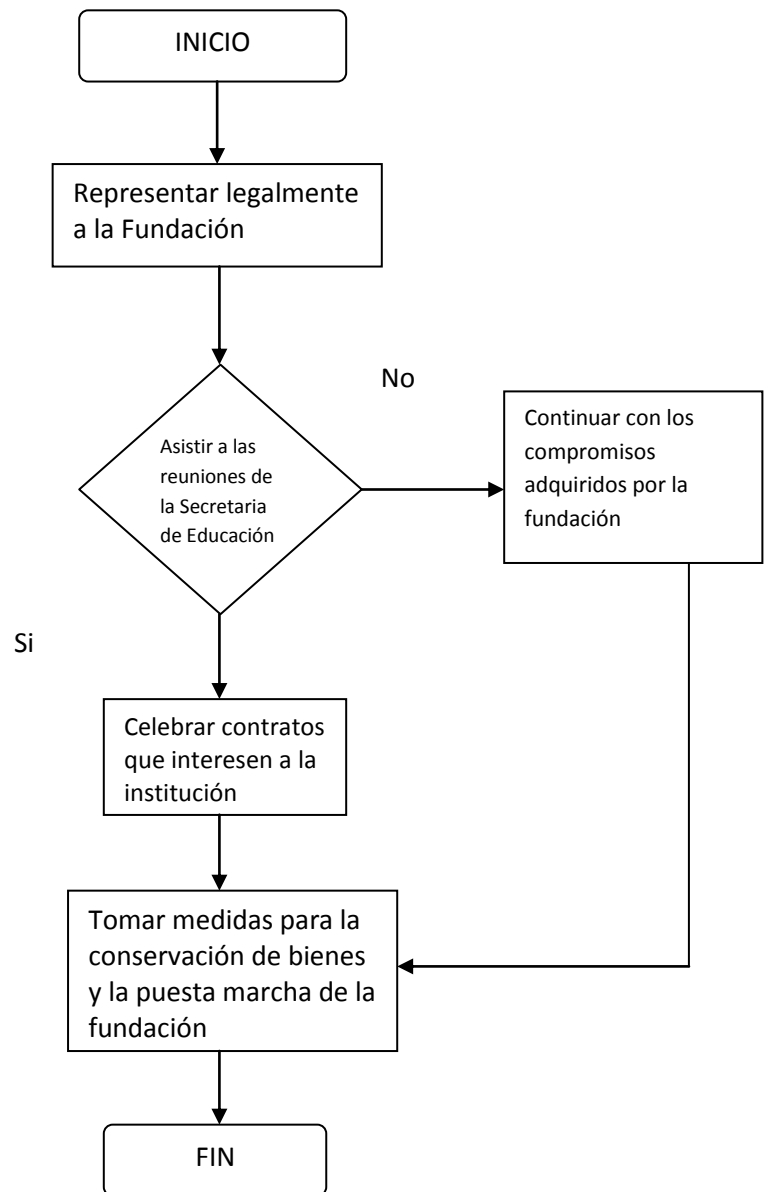 INICIO
Representar legalmente
a la Fundación
No
Asistir a las
reuniones de
la Secretaria
de Educación
Continuar con los
compromisos
adquiridos por la
fundación
Si
Celebrar contratos
que interesen a la
institución
Tomar medidas para la
conservación de bienes
y la puesta marcha de la
fundación
FIN